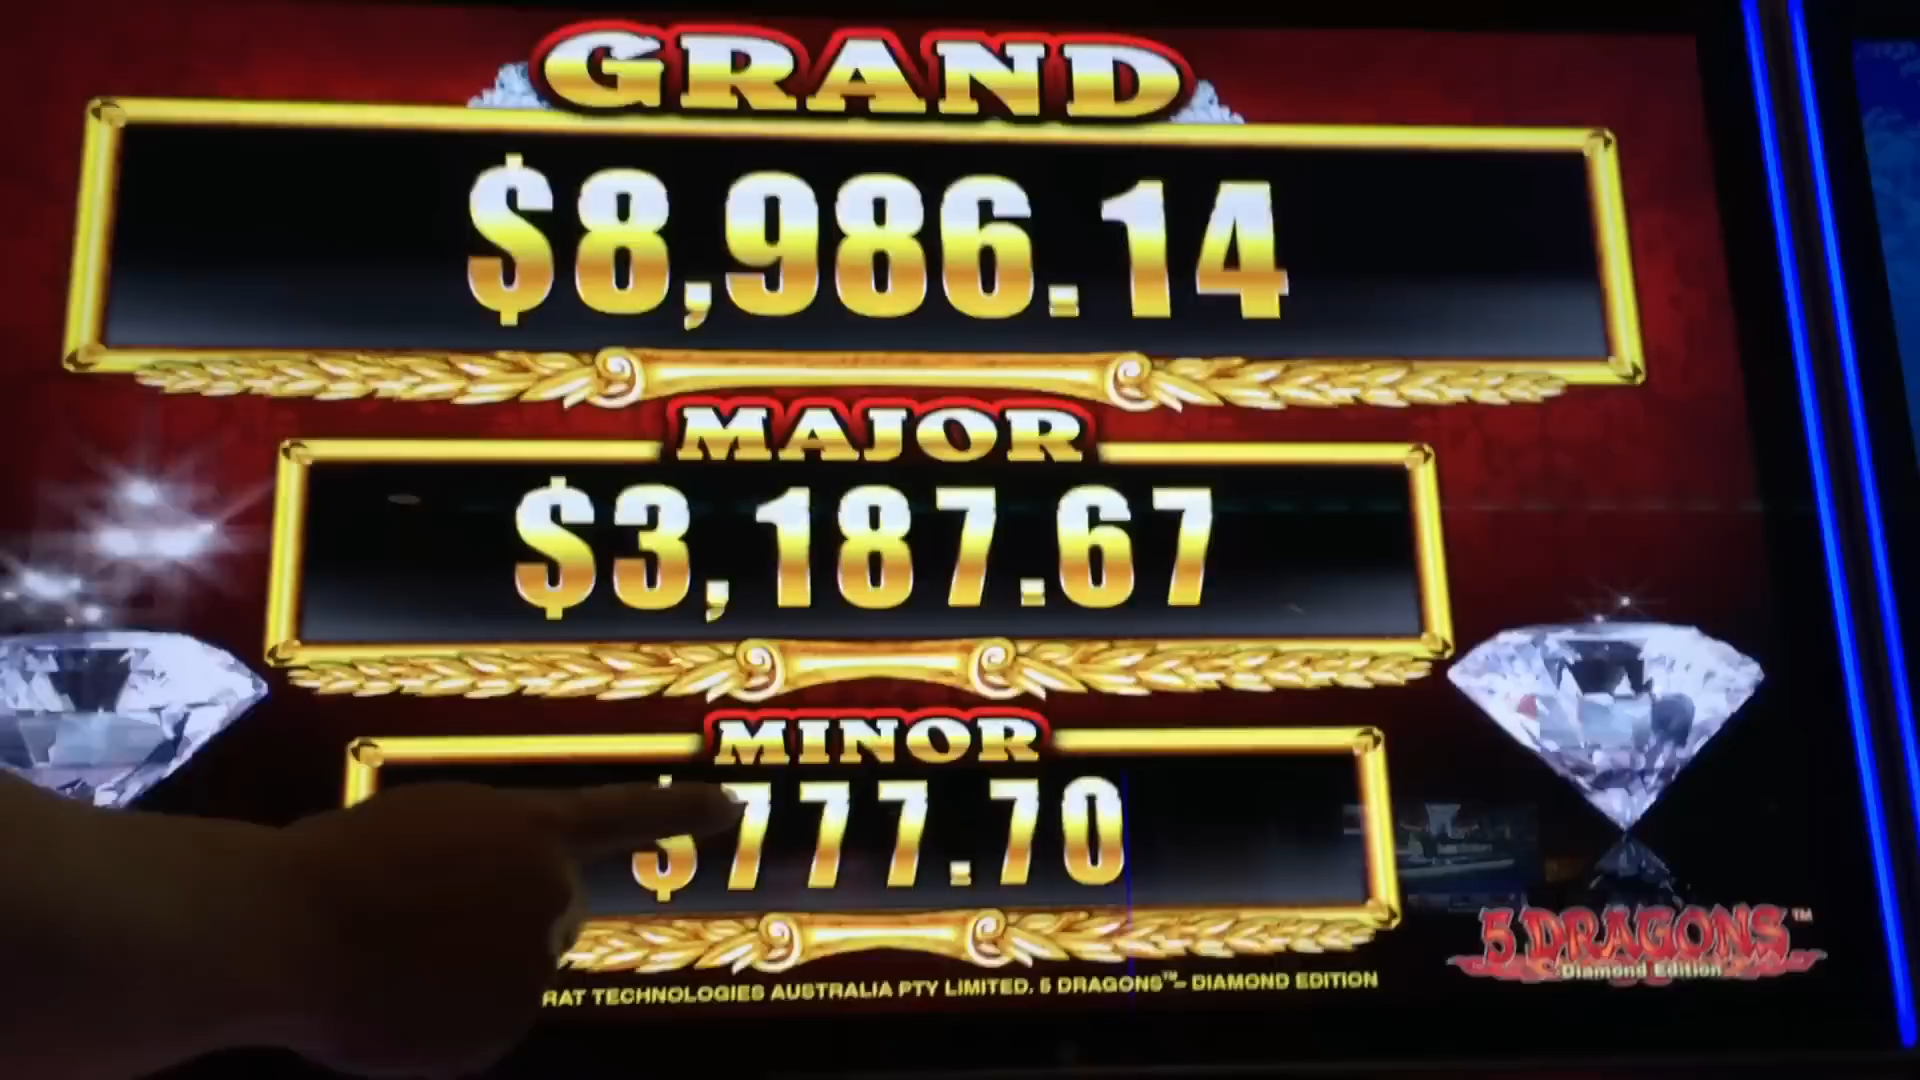 GRAND
$8,986.14
MAJOR
$3,187.67
MINOR
$777.70
RAT TECHNOLOGIES AUSTRALIA PTY LIMITED. 5 DRAGONS™– DIAMOND EDITION
5 DRAGONS™
Diamond Edition